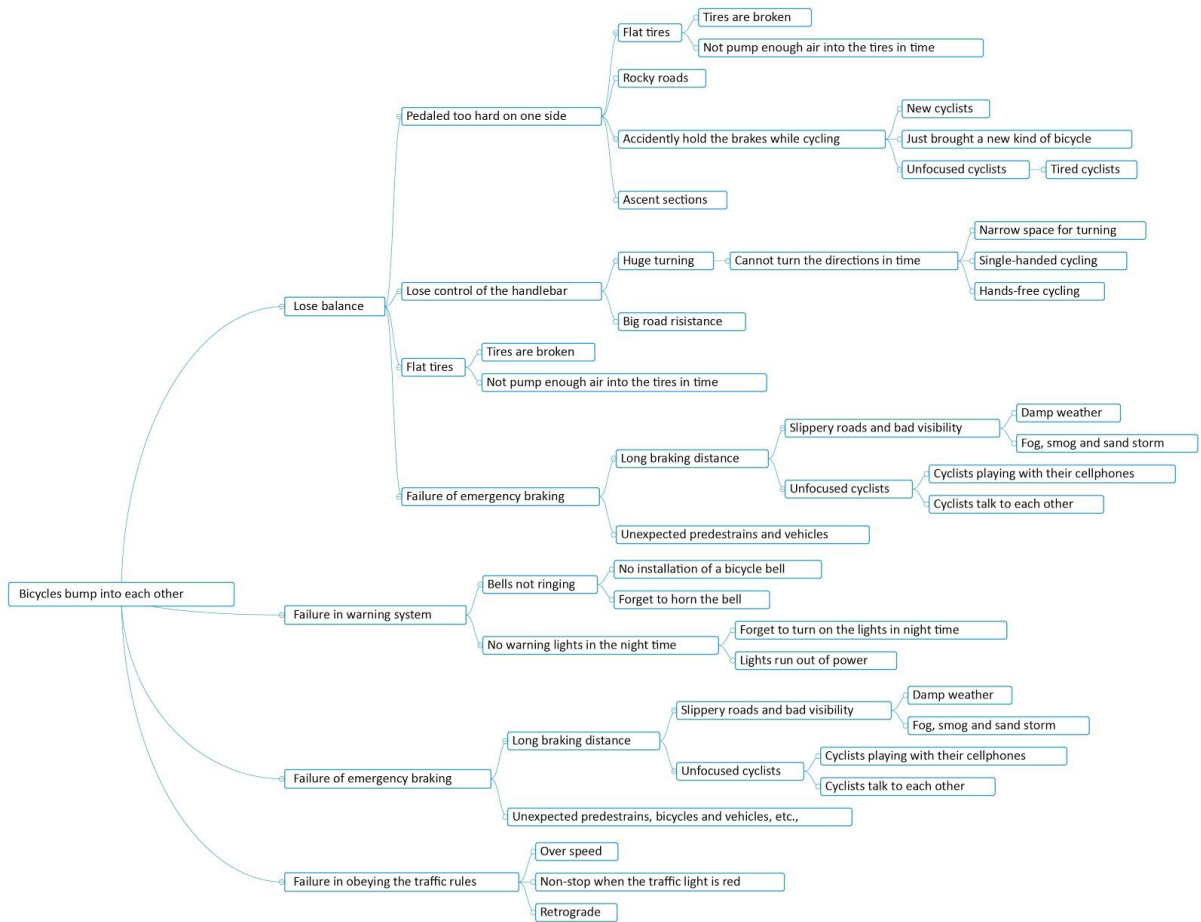 Tires are broken
Flat tires
Not pump enough air into the tires in time
Rocky roads
New cyclists
Pedaled too hard on one side
Accidently hold the brakes while cycling
Just brought a new kind of bicycle
Unfocused cyclists
Tired cyclists
Ascent sections
Narrow space for turning
Huge turning
Cannot turn the directions in time
Single-handed cycling
Lose control of the handlebar
Hands-free cycling
Lose balance
Big road risistance
Tires are broken
Flat tires
Not pump enough air into the tires in time
Damp weather
Slippery roads and bad visibility
Fog, smog and sand storm
Long braking distance
Cyclists playing with their cellphones
Unfocused cyclists
Failure of emergency braking
Cyclists talk to each other
Unexpected predestrains and vehicles
No installation of a bicycle bell
Bells not ringing
Bicycles bump into each other
Forget to horn the bell
Failure in warning system
Forget to turn on the lights in night time
No warning lights in the night time
Lights run out of power
Damp weather
Slippery roads and bad visibility
Fog, smog and sand storm
Long braking distance
Cyclists playing with their cellphones
Unfocused cyclists
Failure of emergency braking
Cyclists talk to each other
Unexpected predestrains, bicycles and vehicles, etc.,
Over speed
Failure in obeying the traffic rules
Non-stop when the traffic light is red
Retrograde